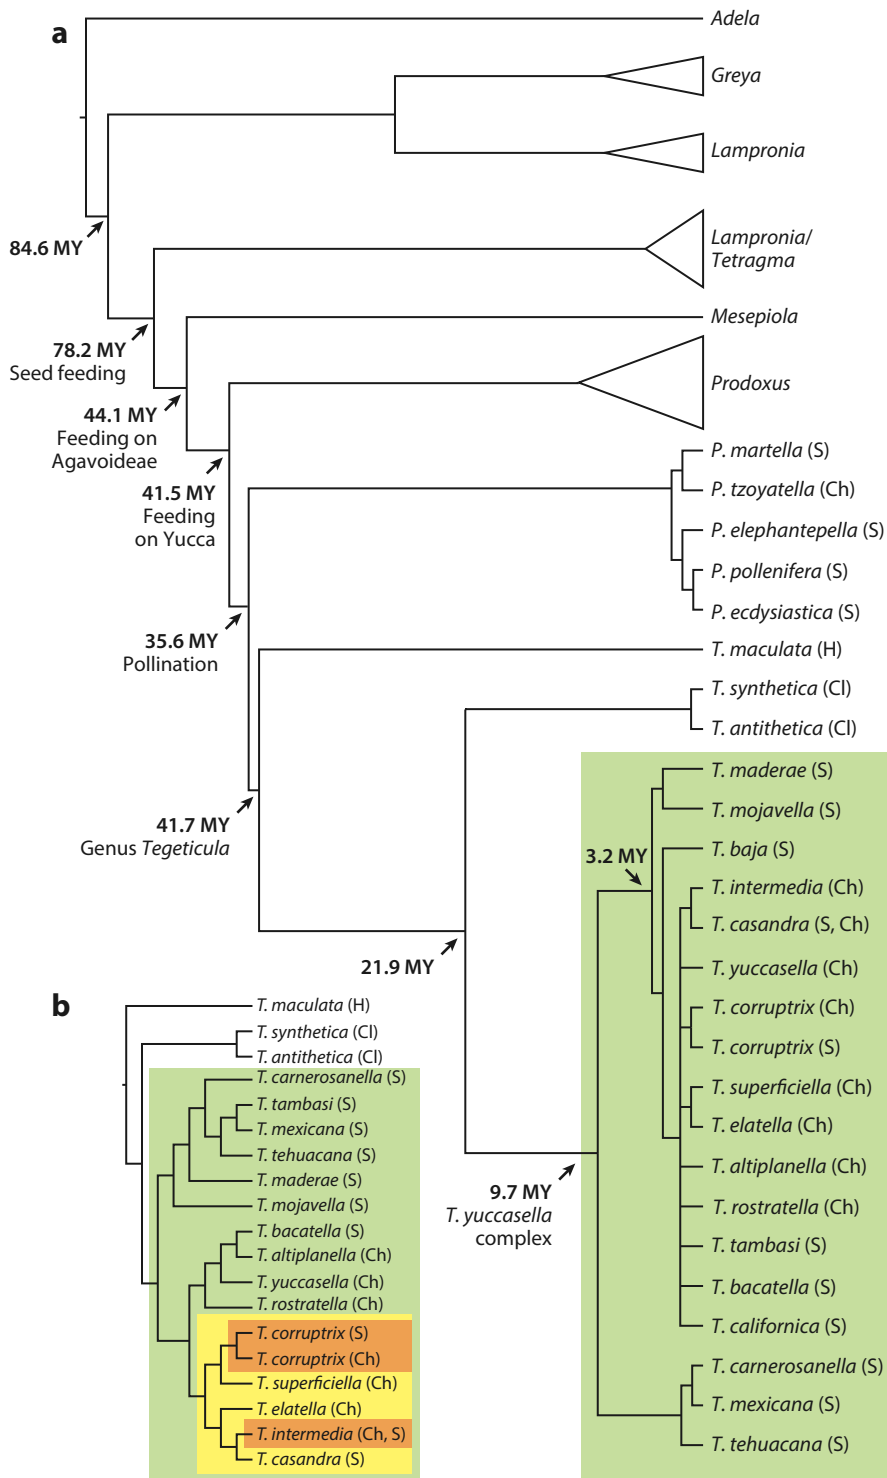 a
Adela
Greya
Lampronia
84.6 MY
Lampronia/
Tetragma
Mesepiola
78.2 MY
Seed feeding
Prodoxus
44.1 MY
Feeding on
Agavoideae
P. martella (S)
41.5 MY
Feeding
on Yucca
P. tzoyatella (Ch)
P. elephantepella (S)
P. pollenifera (S)
P. ecdysiastica (S)
35.6 MY
Pollination
T. maculata (H)
T. synthetica (Cl)
T. antithetica (Cl)
T. maderae (S)
T. mojavella (S)
41.7 MY
Genus Tegeticula
3.2 MY
T. baja (S)
T. intermedia (Ch)
T. casandra (S, Ch)
21.9 MY
T. yuccasella (Ch)
T. corruptrix (Ch)
T. corruptrix (S)
T. superficiella (Ch)
T. elatella (Ch)
T. altiplanella (Ch)
9.7 MY
T. yuccasella
complex
T. rostratella (Ch)
T. tambasi (S)
T. bacatella (S)
T. californica (S)
T. carnerosanella (S)
T. mexicana (S)
T. tehuacana (S)
b
T. maculata (H)
T. synthetica (Cl)
T. antithetica (Cl)
T. carnerosanella (S)
T. tambasi (S)
T. mexicana (S)
T. tehuacana (S)
T. maderae (S)
T. mojavella (S)
T. bacatella (S)
T. altiplanella (Ch)
T. yuccasella (Ch)
T. rostratella (Ch)
T. corruptrix (S)
T. corruptrix (Ch)
T. superficiella (Ch)
T. elatella (Ch)
T. intermedia (Ch, S)
T. casandra (S)